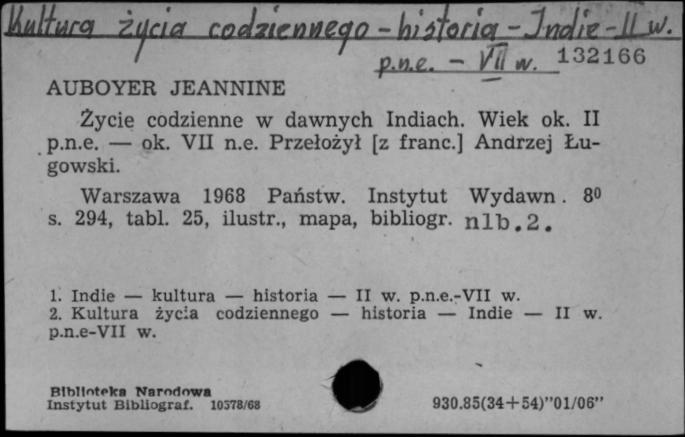 Kultura życia codziennego - historia - Indie - II w.
p.n.e. - VII w. 132166
AUBOYER JEANNINE
Życie codzienne w dawnych Indiach. Wiek ok. II
p.n.e. — ok. VII n.e. Przełożył [z franc.] Andrzej Łu-
gowski.
Warszawa 1968 Państw. Instytut Wydawn. 8⁰
s. 294, tabl. 25, ilustr., mapa, bibliogr. nlb.2.
1. Indie — kultura — historia — II w. p.n.e.-VII w.
2. Kultura życia codziennego — historia — Indie — II w.
p.n.e-VII w.
Biblioteka Narodowa
Instytut Bibliograf. 10578/68 930.85(34+54)"01/06"